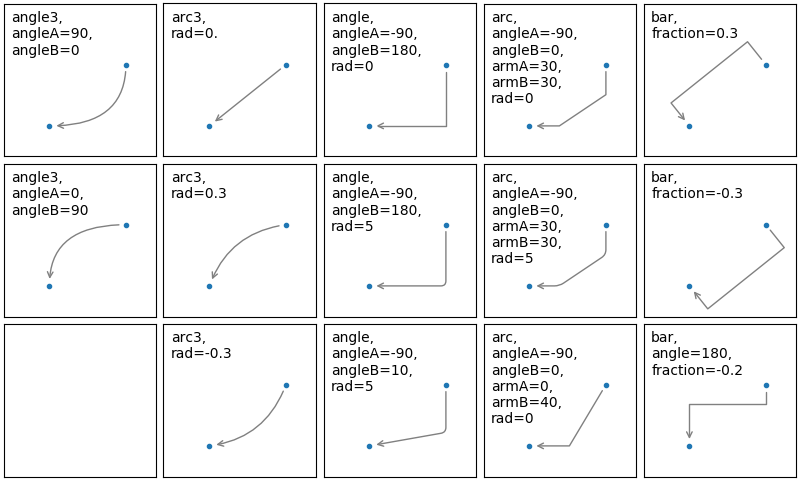 angle3,
angleA=90,
angleB=0
arc3,
rad=0.
angle,
angleA=-90,
angleB=180,
rad=0
arc,
angleA=-90,
angleB=0,
armA=30,
armB=30,
rad=0
bar,
fraction=0.3
angle3,
angleA=0,
angleB=90
arc3,
rad=0.3
angle,
angleA=-90,
angleB=180,
rad=5
arc,
angleA=-90,
angleB=0,
armA=30,
armB=30,
rad=5
bar,
fraction=-0.3
arc3,
rad=-0.3
angle,
angleA=-90,
angleB=10,
rad=5
arc,
angleA=-90,
angleB=0,
armA=0,
armB=40,
rad=0
bar,
angle=180,
fraction=-0.2